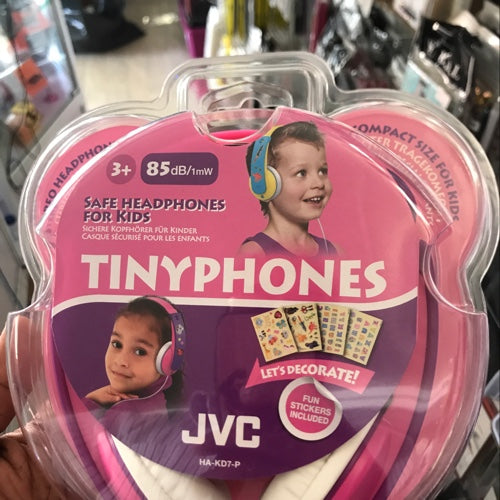 3+
85dB/1mW
SAFE HEADPHONES
FOR KIDS
SICHERE KOPFHÖRER FÜR KINDER
CASQUE SÉCURISÉ POUR LES ENFANTS
COMPACT SIZE FOR KIDS
TINYPHONES
LET'S DECORATE!
FUN
STICKERS
INCLUDED
JVC
HA-KD7-P